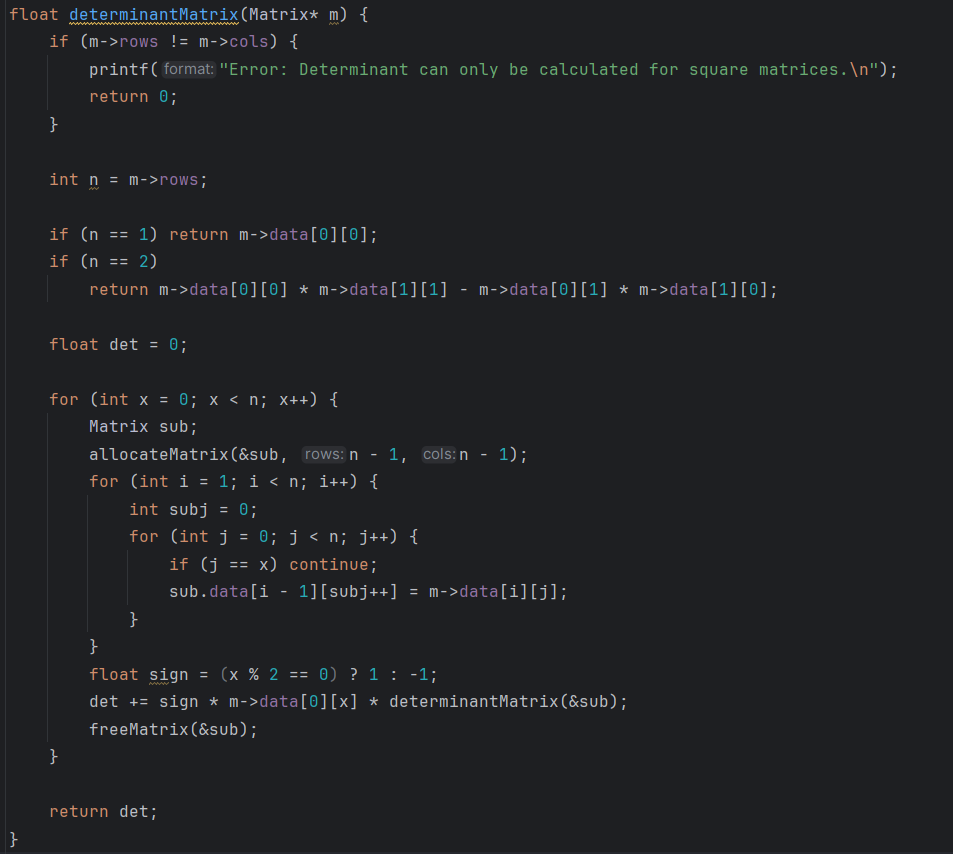 float determinantMatrix(Matrix* m) {
    if (m->rows != m->cols) {
        printf( format: "Error: Determinant can only be calculated for square matrices.\n");
        return 0;
    }

    int n = m->rows;

    if (n == 1) return m->data[0][0];
    if (n == 2)
        return m->data[0][0] * m->data[1][1] - m->data[0][1] * m->data[1][0];

    float det = 0;

    for (int x = 0; x < n; x++) {
        Matrix sub;
        allocateMatrix(&sub, rows: n - 1, cols: n - 1);
        for (int i = 1; i < n; i++) {
            int subj = 0;
            for (int j = 0; j < n; j++) {
                if (j == x) continue;
                sub.data[i - 1][subj++] = m->data[i][j];
            }
        }
        float sign = (x % 2 == 0) ? 1 : -1;
        det += sign * m->data[0][x] * determinantMatrix(&sub);
        freeMatrix(&sub);
    }

    return det;
}